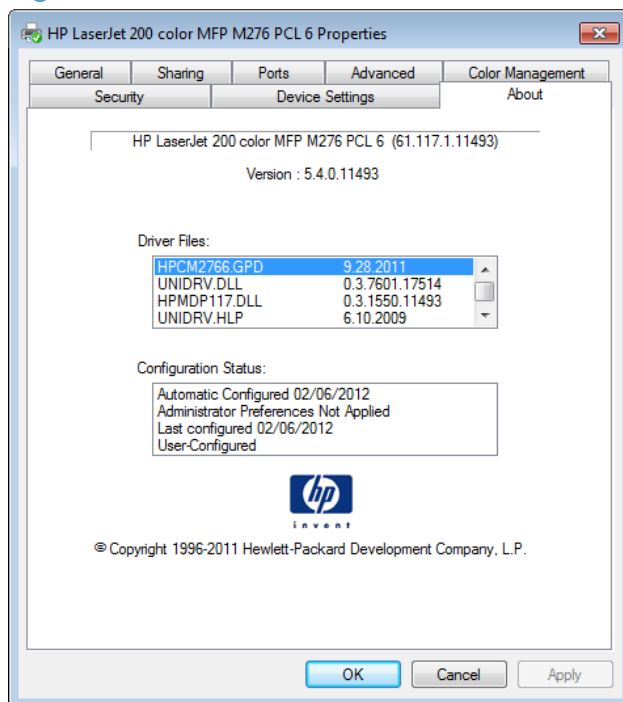 HP LaserJet 200 color MFP M276 PCL 6 Properties
General Sharing Ports Advanced Color Management
Security Device Settings About
HP LaserJet 200 color MFP M276 PCL 6 (61.117.1.11493)
Version : 5.4.0.11493
Driver Files:
HPCM2766.GPD 9.28.2011
UNIDRV.DLL 0.3.7601.17514
HPMDP117.DLL 0.3.1550.11493
UNIDRV.HLP 6.10.2009
Configuration Status:
Automatic Configured 02/06/2012
Administrator Preferences Not Applied
Last configured 02/06/2012
User-Configured
hp
invent
© Copyright 1996-2011 Hewlett-Packard Development Company, L.P.
OK Cancel Apply